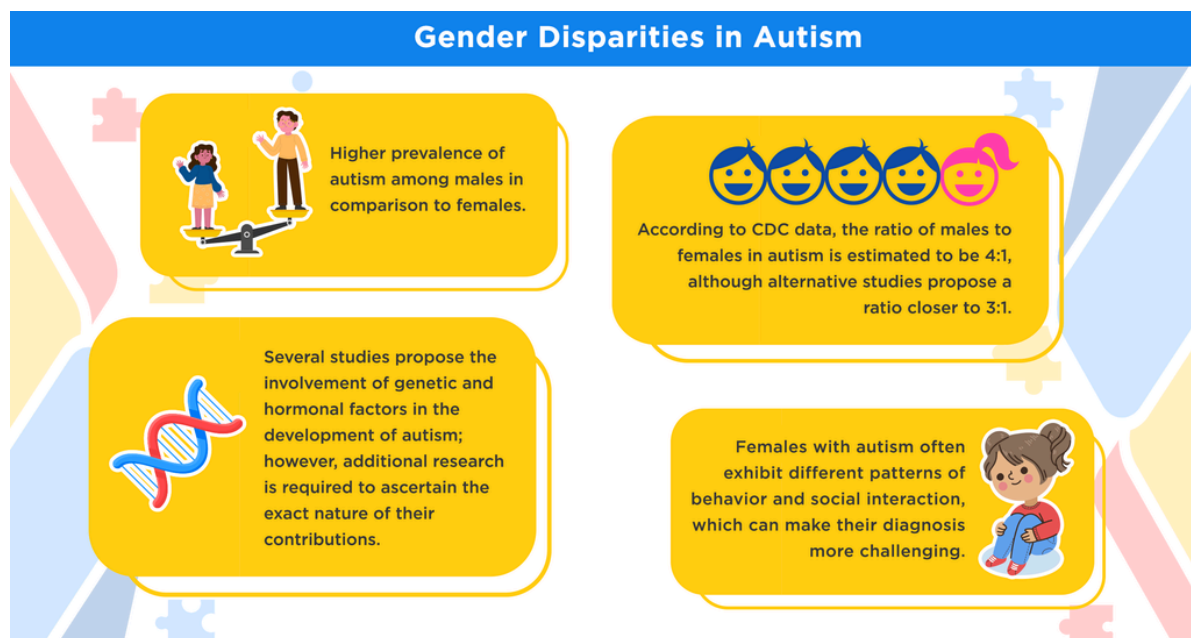 Gender Disparities in Autism
Higher prevalence of
autism among males in
comparison to females.
According to CDC data, the ratio of males to
females in autism is estimated to be 4:1,
although alternative studies propose a
ratio closer to 3:1.
Several studies propose the
involvement of genetic and
hormonal factors in the
development of autism;
however, additional research
is required to ascertain the
exact nature of their
contributions.
Females with autism often
exhibit different patterns of
behavior and social interaction,
which can make their diagnosis
more challenging.